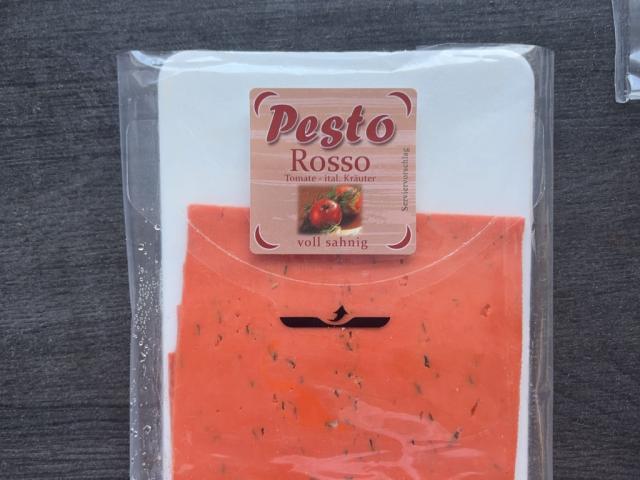 Pesto
Rosso
Tomate - ital. Kräuter
voll sahnig
Serviervorschlag